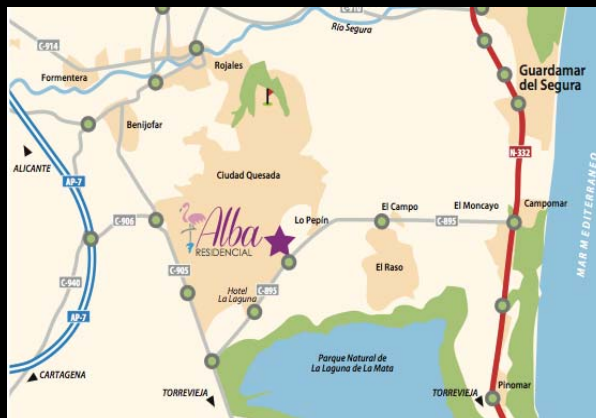 C-914
C-916
Río Segura
Formentera
Rojales
Guardamar
del Segura
Benijofar
ALICANTE
AP-7
N-332
Ciudad Quesada
C-906
Alba
RESIDENCIAL
Lo Pepín
El Campo
El Moncayo
C-895
Campomar
MAR MEDITERRANEO
El Raso
C-940
C-905
Hotel
La Laguna
C-895
AP-7
Parque Natural de
La Laguna de La Mata
CARTAGENA
TORREVIEJA
TORREVIEJA
Pinomar